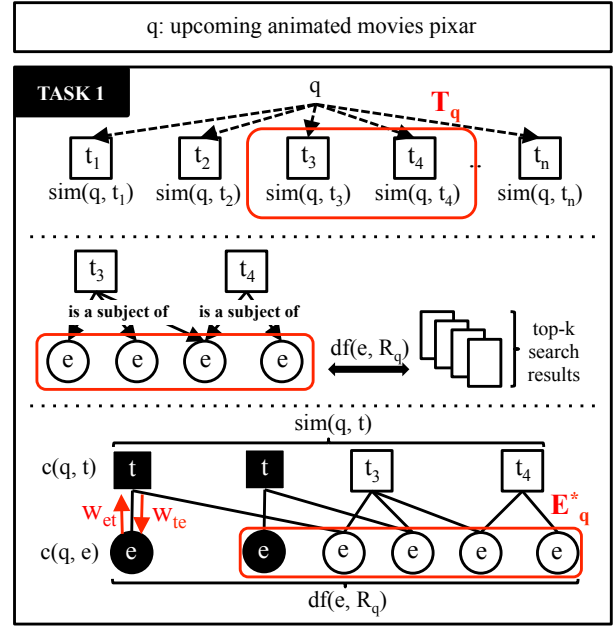 q: upcoming animated movies pixar
TASK 1
q
T_q
t_1 t_2 t_3 t_4 .. t_n
sim(q, t_1) sim(q, t_2) sim(q, t_3) sim(q, t_4) sim(q, t_n)
t_3 t_4
is a subject of is a subject of
e e e e
df(e, R_q)
top-k
search
results
sim(q, t)
c(q, t) t t t_3 t_4
w_et w_te
E*_q
c(q, e) e e e e e e
df(e, R_q)